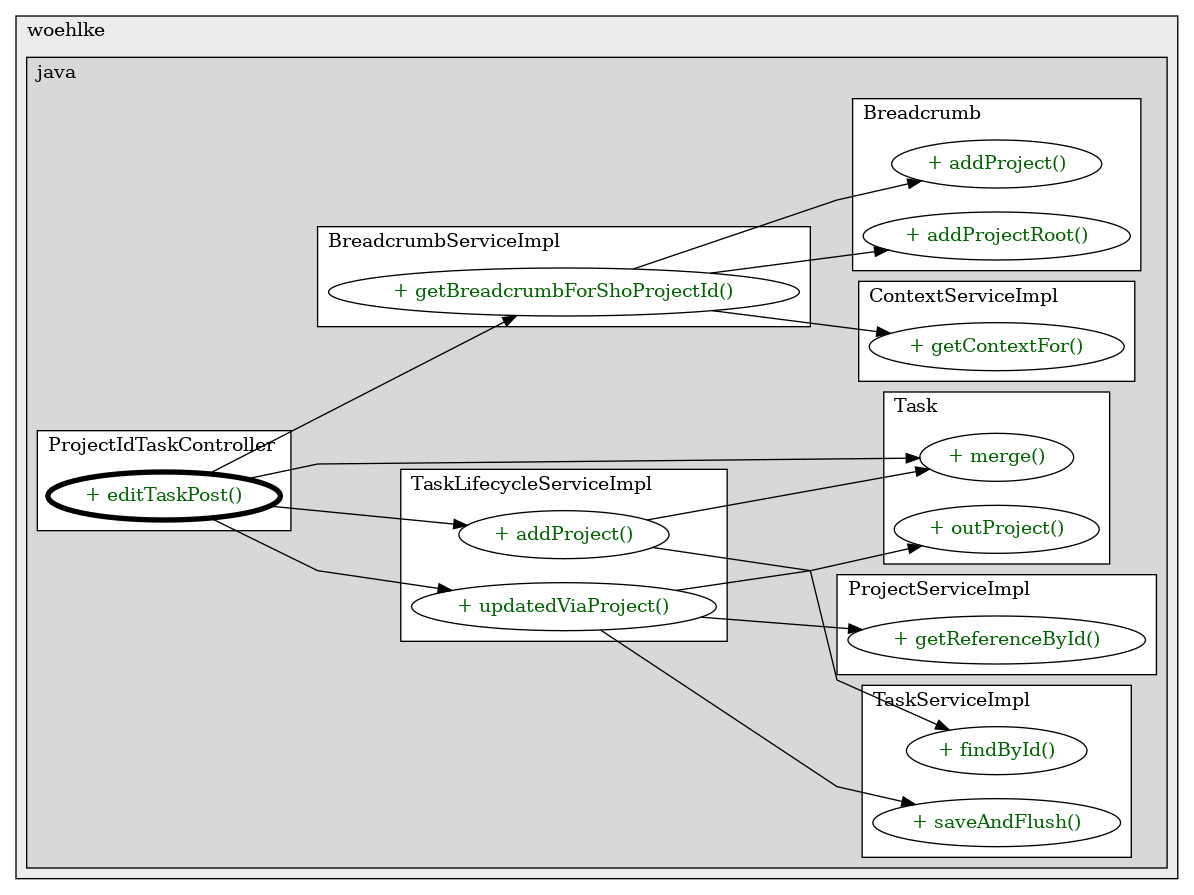 woehlke
java
ProjectIdTaskController
+ editTaskPost()
BreadcrumbServiceImpl
+ getBreadcrumbForShoProjectId()
TaskLifecycleServiceImpl
+ addProject()
+ updatedViaProject()
Breadcrumb
+ addProject()
+ addProjectRoot()
ContextServiceImpl
+ getContextFor()
Task
+ merge()
+ outProject()
ProjectServiceImpl
+ getReferenceById()
TaskServiceImpl
+ findById()
+ saveAndFlush()